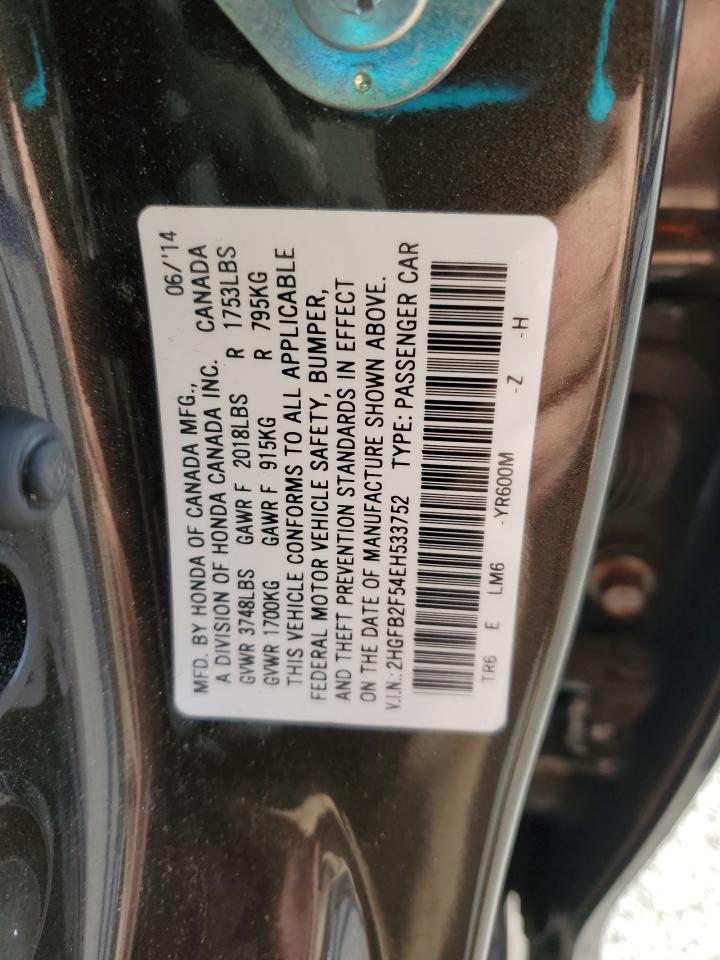 MFD. BY HONDA OF CANADA MFG., 06/'14
A DIVISION OF HONDA CANADA INC. CANADA
GVWR 3748LBS GAWR F 2018LBS R 1753LBS
GVWR 1700KG GAWR F 915KG R 795KG
THIS VEHICLE CONFORMS TO ALL APPLICABLE
FEDERAL MOTOR VEHICLE SAFETY, BUMPER,
AND THEFT PREVENTION STANDARDS IN EFFECT
ON THE DATE OF MANUFACTURE SHOWN ABOVE.
V.I.N.: 2HGFB2F54EH533752 TYPE: PASSENGER CAR
TR6 E LM6 -YR600M -Z -H